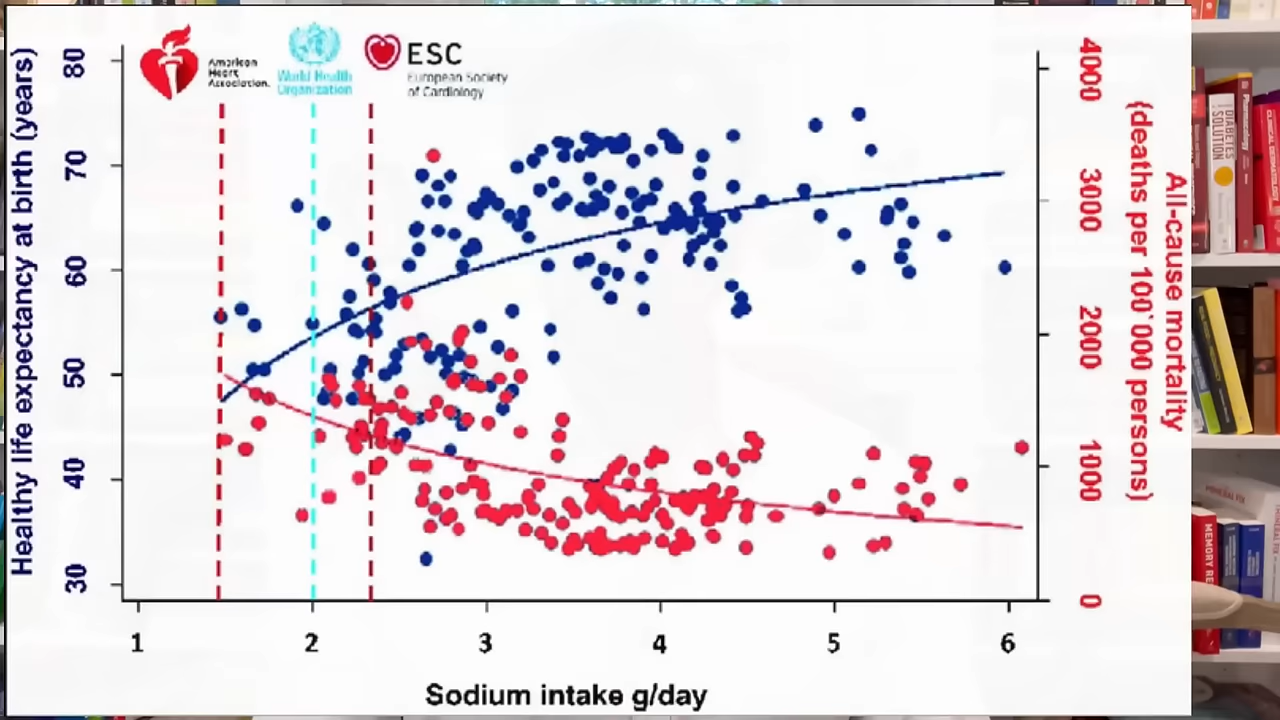 American
Heart
Association.
World Health
Organization
ESC
European Society
of Cardiology
Healthy life expectancy at birth (years)
80
70
60
50
40
30
4000
3000
2000
1000
0
All-cause mortality
(deaths per 100'000 persons)
1 2 3 4 5 6
Sodium intake g/day
DIABETES
SOLUTION
MEMORY RE